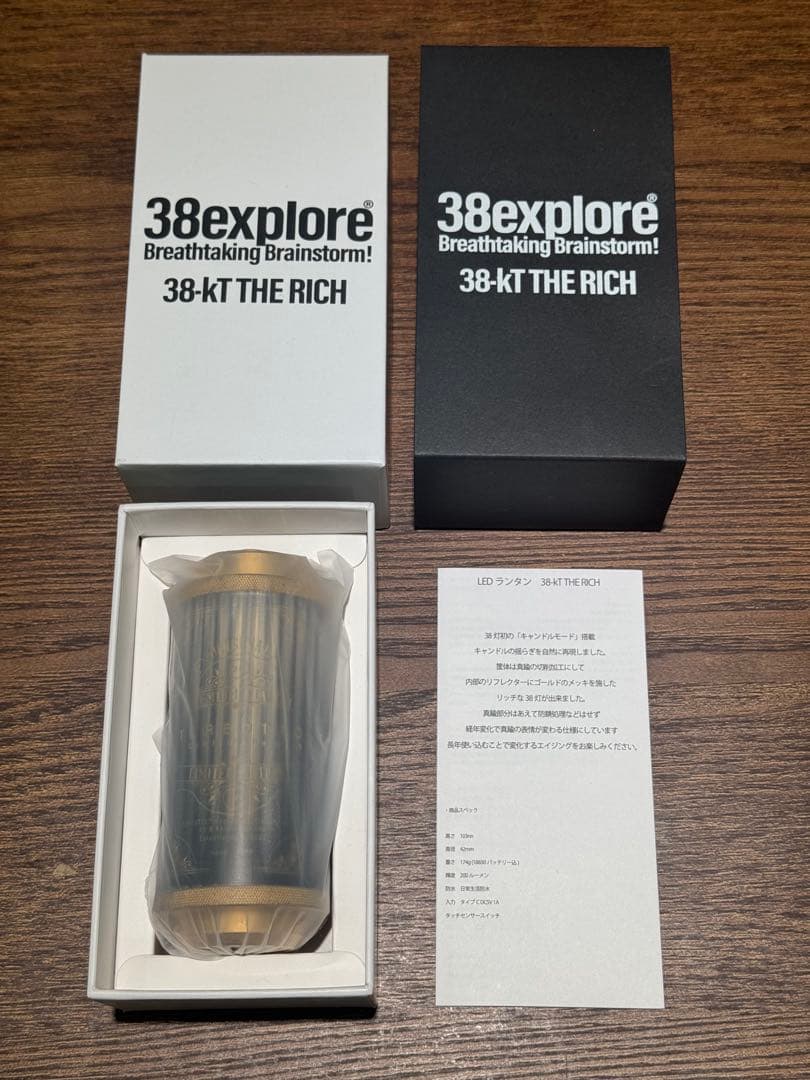 38explore®
Breathtaking Brainstorm!
38-kT THE RICH
38explore®
Breathtaking Brainstorm!
38-kT THE RICH
LED ランタン 38-kT THE RICH
38灯初の「キャンドルモード」搭載
キャンドルの揺らぎを自然に再現しました。
筐体は真鍮の切削加工にして
内部のリフレクターにゴールドのメッキを施した
リッチな38灯が出来ました。
真鍮部分はあえて防錆処理などはせず
経年変化で真鍮の表情が変わる仕様にしています
長年使い込むことで変化するエイジングをお楽しみください。
・商品スペック
高さ 103mm
直径 42mm
重さ 174g(18650バッテリー込)
輝度 200ルーメン
防水 日常生活防水
入力 タイプC DC5V 1A
タッチセンサースイッチ